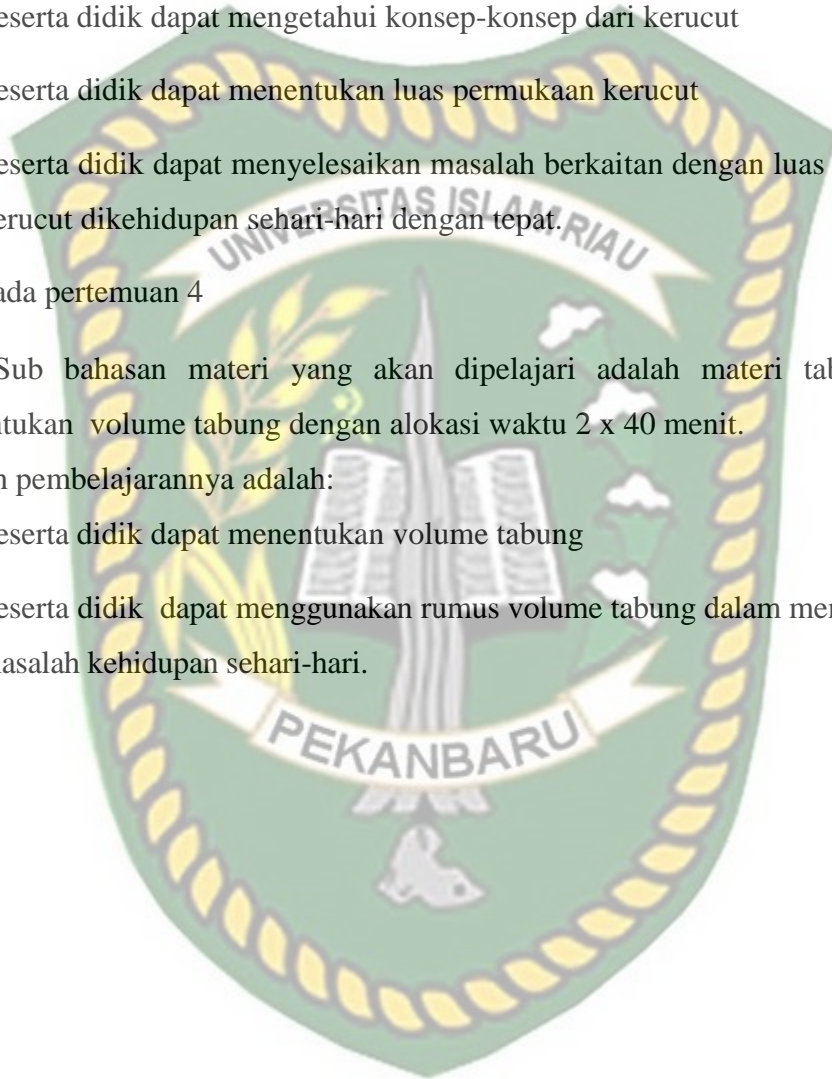 eserta didik dapat mengetahui konsep-konsep dari kerucut
eserta didik dapat menentukan luas permukaan kerucut
eserta didik dapat menyelesaikan masalah berkaitan dengan luas
erucut dikehidupan sehari-hari dengan tepat.
UNIVERSITAS ISLAM RIAU
ada pertemuan 4
Sub bahasan materi yang akan dipelajari adalah materi tab
ntukan volume tabung dengan alokasi waktu 2 x 40 menit.
n pembelajarannya adalah:
eserta didik dapat menentukan volume tabung
eserta didik dapat menggunakan rumus volume tabung dalam mer
nasalah kehidupan sehari-hari.
PEKANBARU